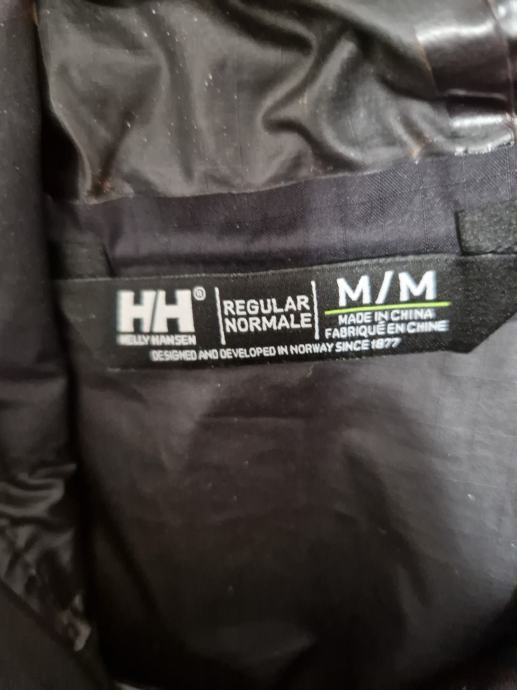 HH®
HELLY HANSEN
REGULAR
NORMALE
M/M
MADE IN CHINA
FABRIQUÉ EN CHINE
DESIGNED AND DEVELOPED IN NORWAY SINCE 1877